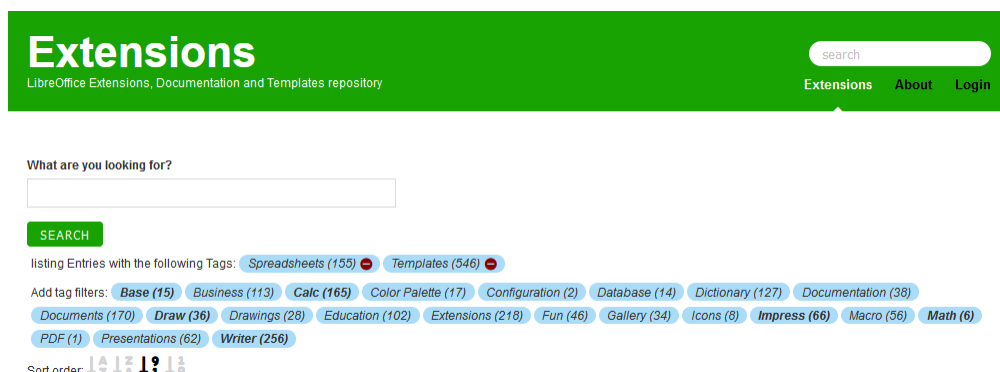 Extensions
LibreOffice Extensions, Documentation and Templates repository
search
Extensions About Login
What are you looking for?
SEARCH
listing Entries with the following Tags: Spreadsheets (155) Templates (546)
Add tag filters: Base (15) Business (113) Calc (165) Color Palette (17) Configuration (2) Database (14) Dictionary (127) Documentation (38)
Documents (170) Draw (36) Drawings (28) Education (102) Extensions (218) Fun (46) Gallery (34) Icons (8) Impress (66) Macro (56) Math (6)
PDF (1) Presentations (62) Writer (256)
Sort order: